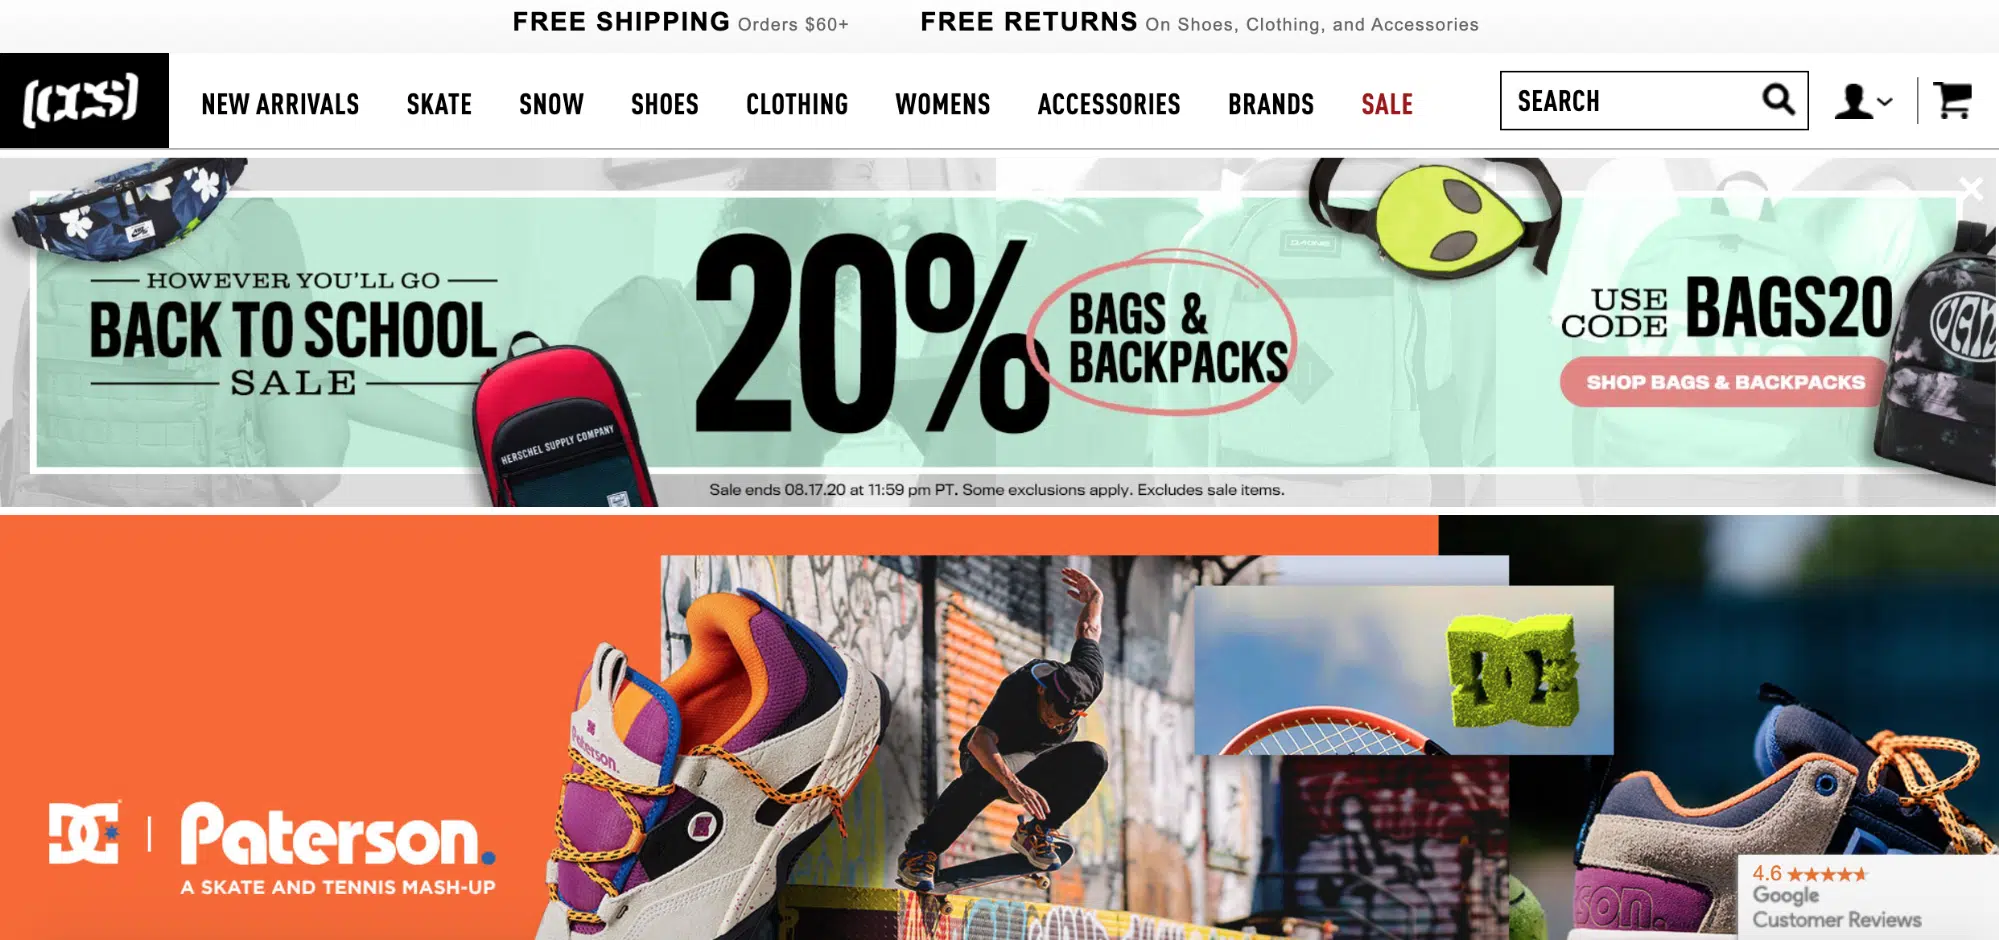 FREE SHIPPING Orders $60+ FREE RETURNS On Shoes, Clothing, and Accessories
(ccs)
NEW ARRIVALS SKATE SNOW SHOES CLOTHING WOMENS ACCESSORIES BRANDS SALE
SEARCH
HOWEVER YOU'LL GO
BACK TO SCHOOL
SALE
HERSCHEL SUPPLY COMPANY
20%
BAGS &
BACKPACKS
DAKINE
USE
CODE
BAGS20
SHOP BAGS & BACKPACKS
Sale ends 08.17.20 at 11:59 pm PT. Some exclusions apply. Excludes sale items.
Paterson.
DC
DC
Paterson.
A SKATE AND TENNIS MASH-UP
son.
4.6
Google
Customer Reviews